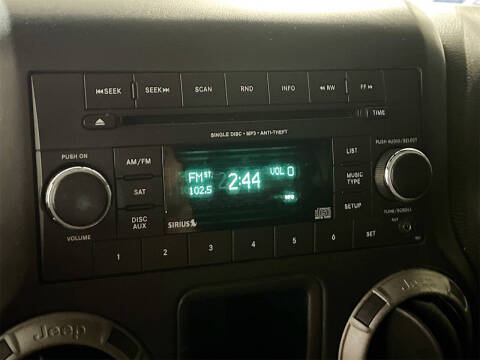 SEEK SEEK SCAN RND INFO RW FF
TIME
SINGLE DISC • MP3 • ANTI-THEFT
PUSH ON
PUSH AUDIO/SELECT
AM/FM
LIST
FM ST. 2:44 VOL 0
102.5
SAT
MUSIC
TYPE
DISC
AUX
SIRIUS
SETUP
VOLUME
TUNE/SCROLL
1 2 3 4 5 6 SET
Jeep
Jeep